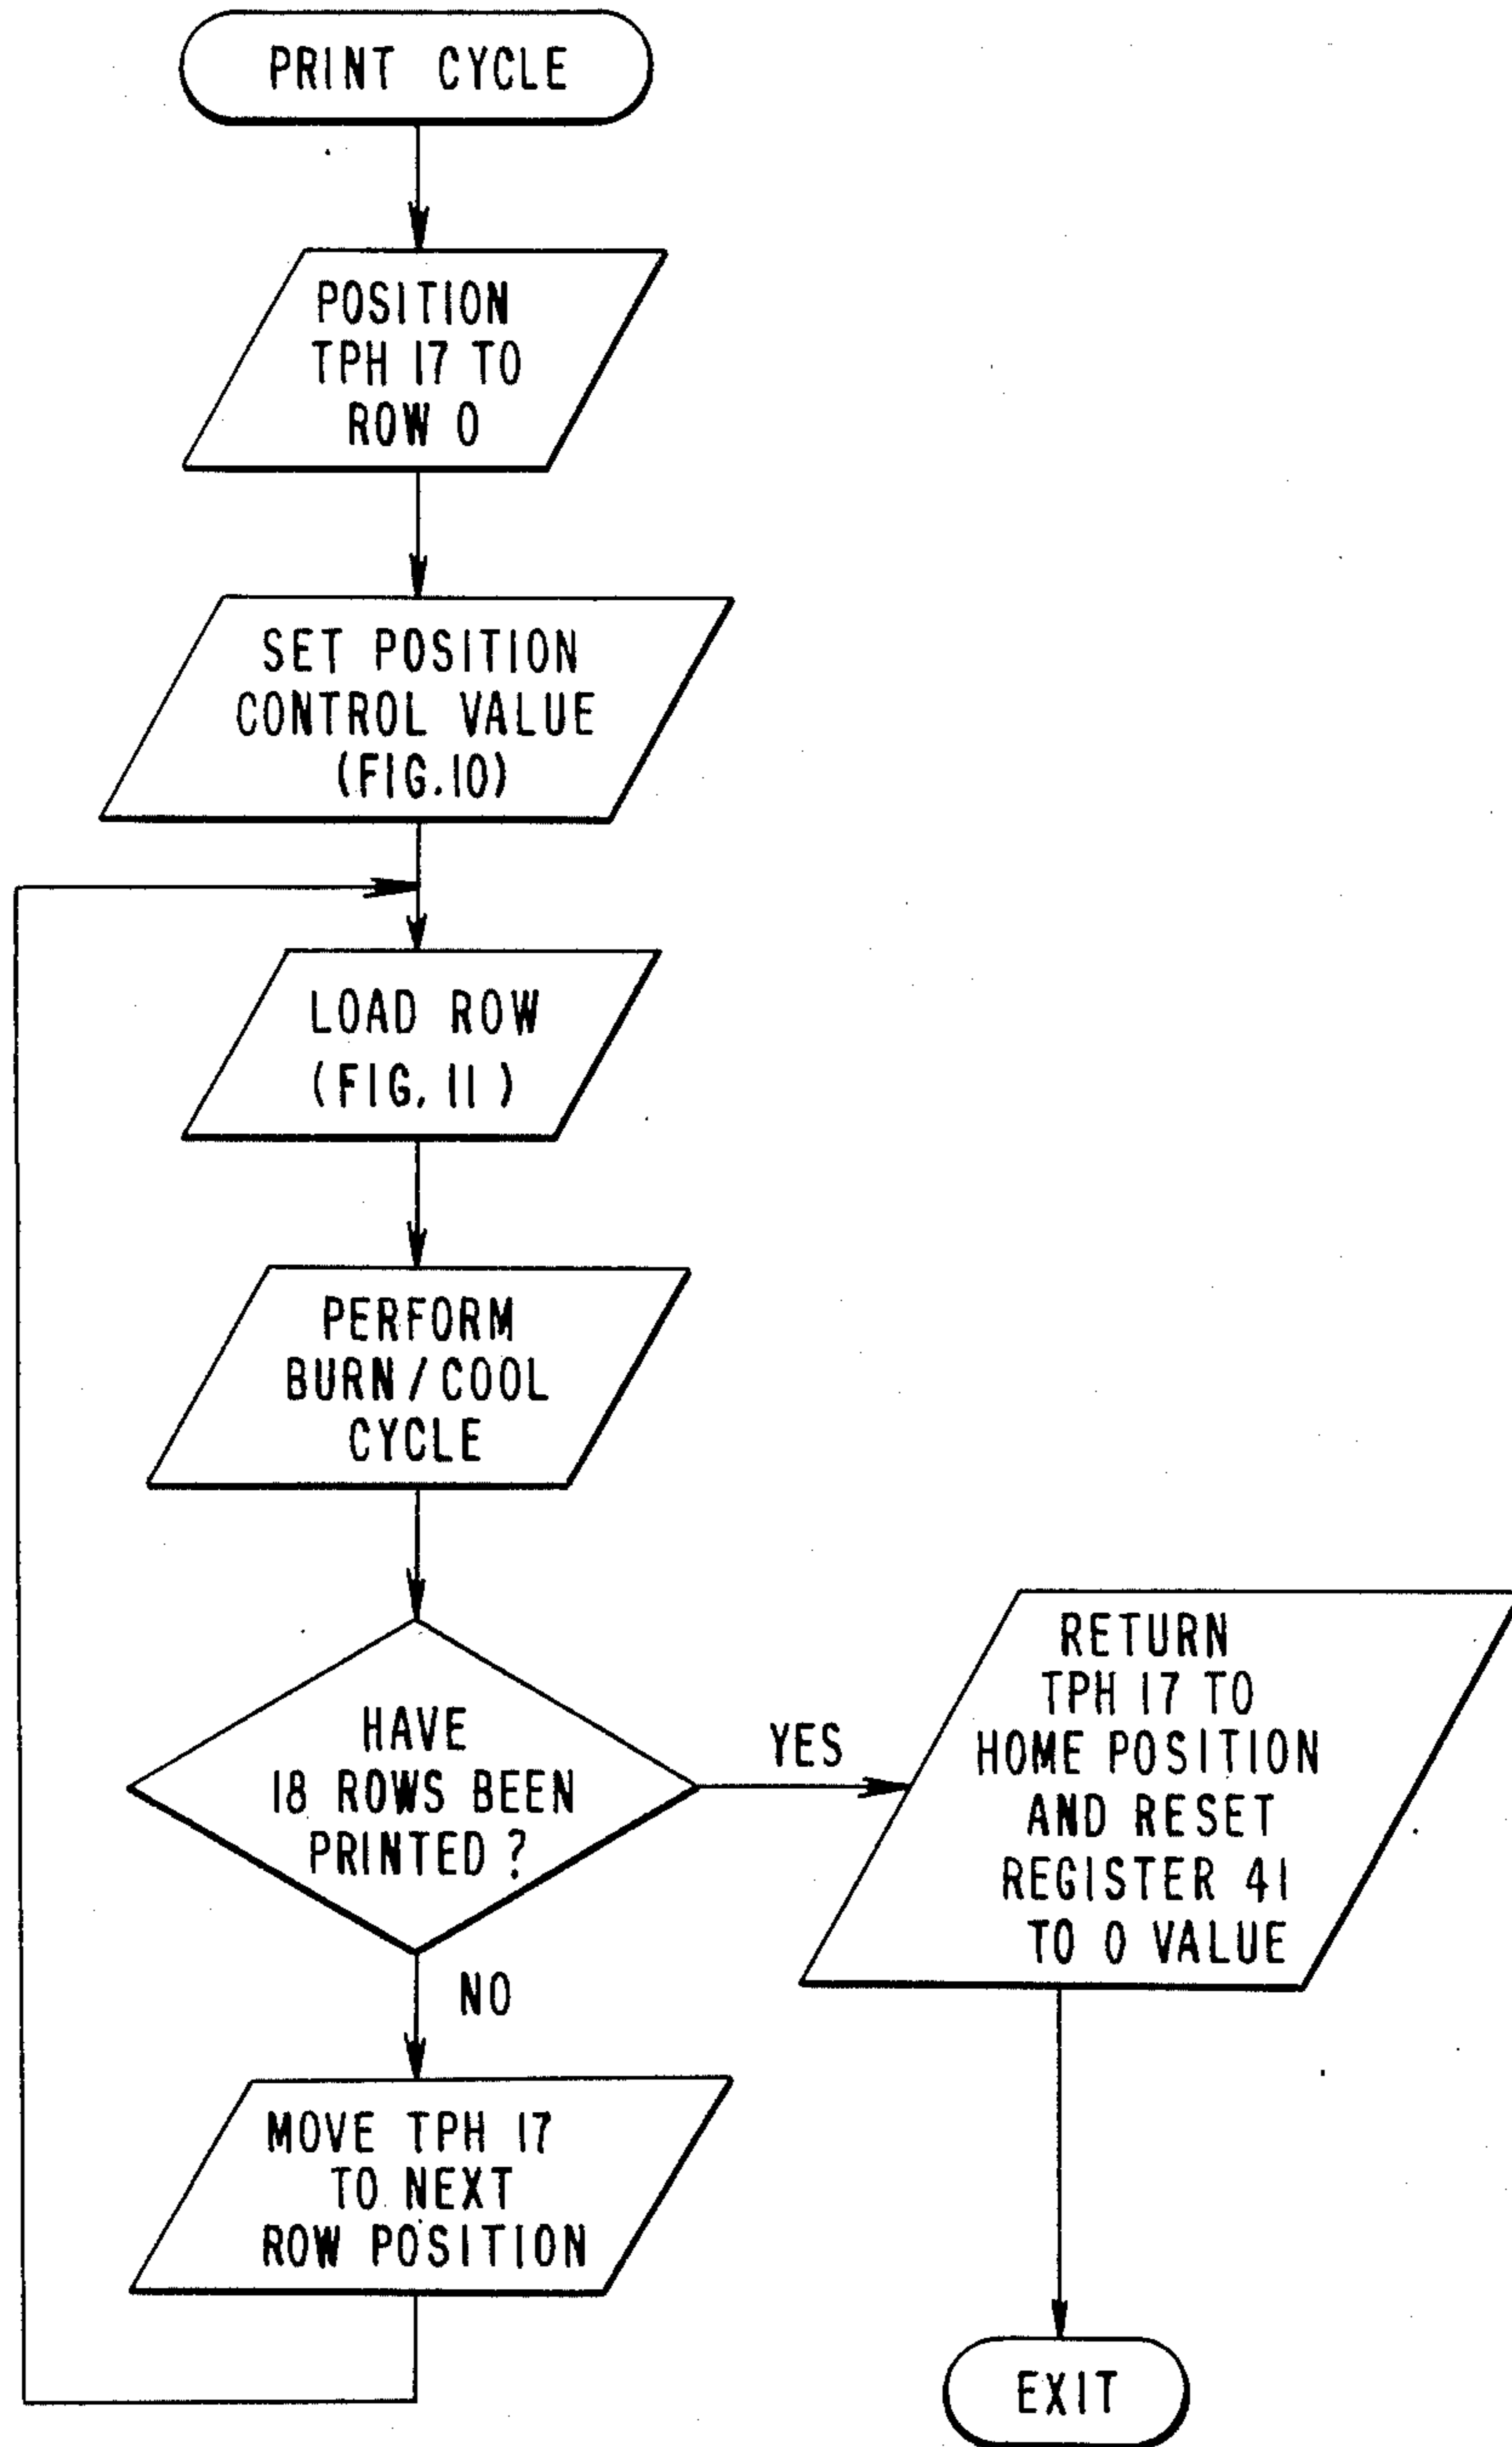 PRINT CYCLE
POSITION
TPH 17 TO
ROW 0
SET POSITION
CONTROL VALUE
(FIG.10)
LOAD ROW
(FIG. 11)
PERFORM
BURN/COOL
CYCLE
HAVE
18 ROWS BEEN
PRINTED?
YES
RETURN
TPH 17 TO
HOME POSITION
AND RESET
REGISTER 41
TO 0 VALUE
NO
MOVE TPH 17
TO NEXT
ROW POSITION
EXIT